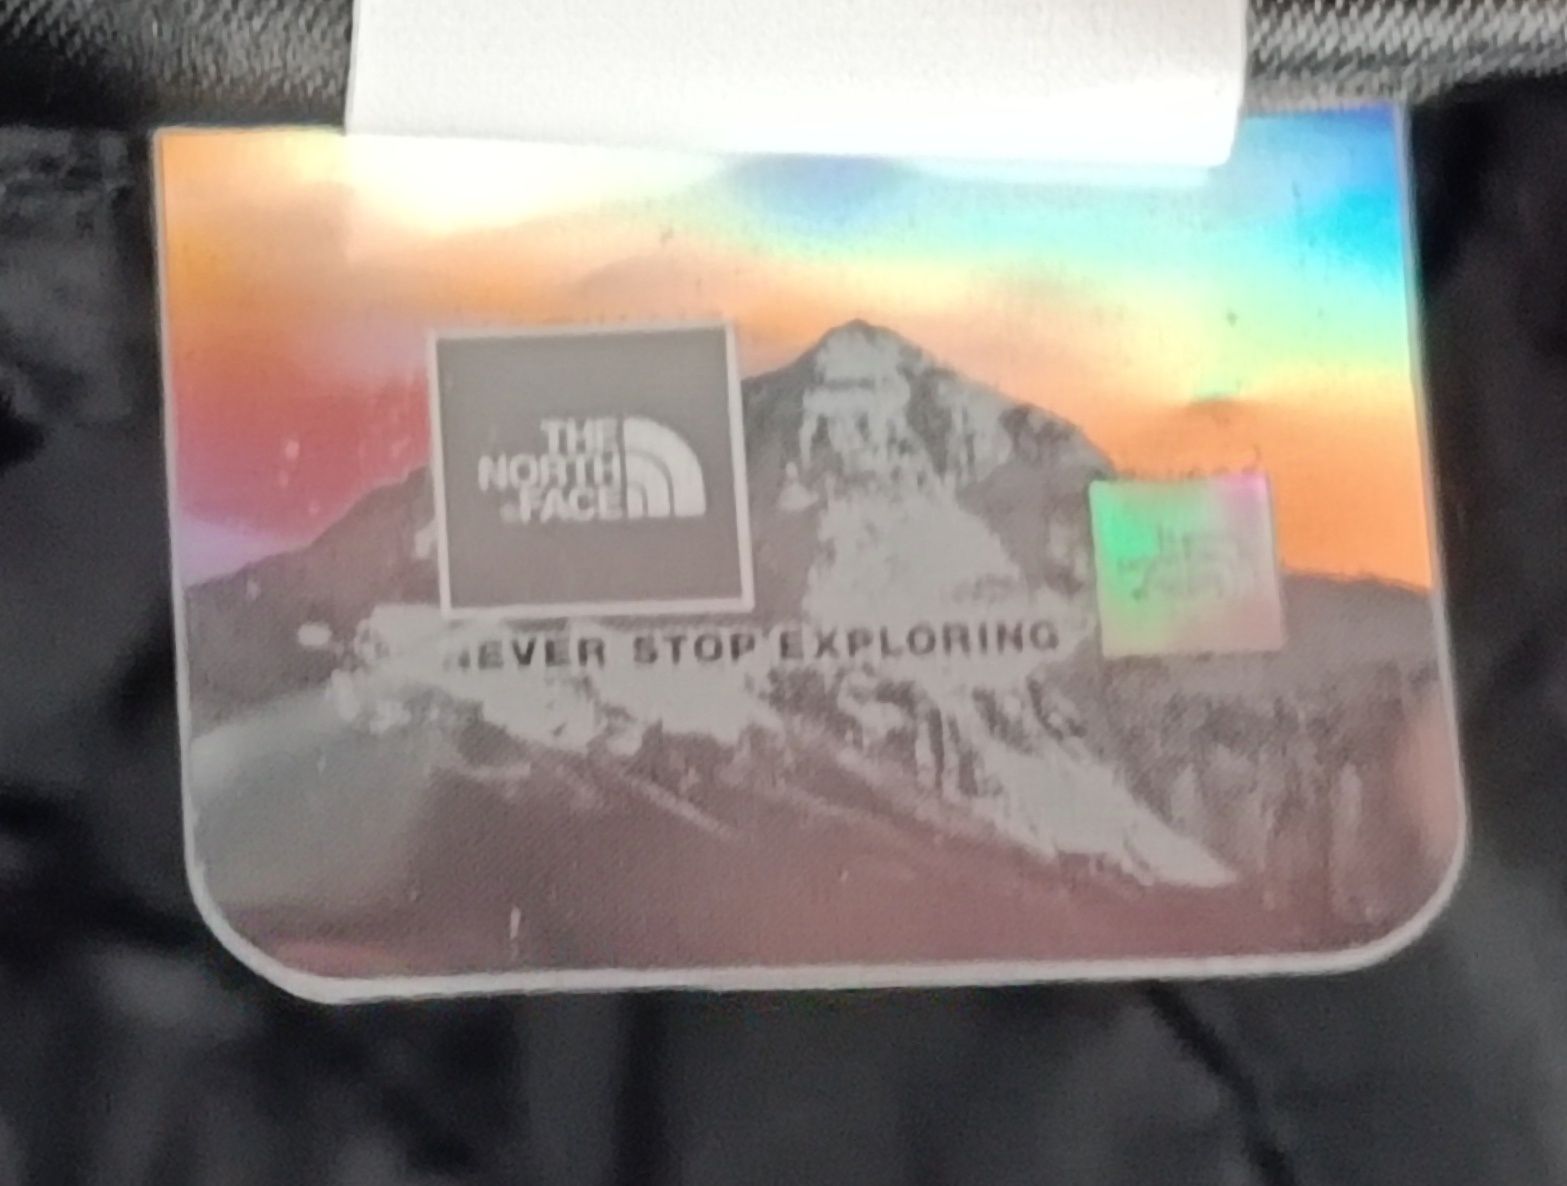 THE
NORTH
FACE
NEVER STOP EXPLORING